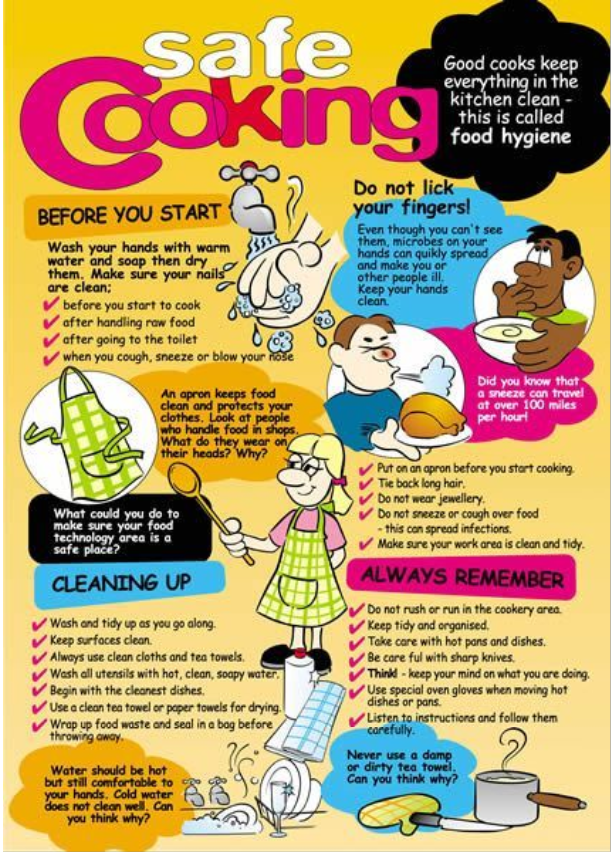 safe
Cooking
Good cooks keep
everything in the
kitchen clean -
this is called
food hygiene
BEFORE YOU START
Wash your hands with warm
water and soap then dry
them. Make sure your nails
are clean;
before you start to cook
after handling raw food
after going to the toilet
when you cough, sneeze or blow your nose
Do not lick
your fingers!
Even though you can't see
them, microbes on your
hands can quikly spread
and make you or
other people ill.
Keep your hands
clean.
Did you know that
a sneeze can travel
at over 100 miles
per hour!
An apron keeps food
clean and protects your
clothes. Look at people
who handle food in shops.
What do they wear on
their heads? Why?
What could you do to
make sure your food
technology area is a
safe place?
Put on an apron before you start cooking.
Tie back long hair.
Do not wear jewellery.
Do not sneeze or cough over food
- this can spread infections.
Make sure your work area is clean and tidy.
CLEANING UP
Wash and tidy up as you go along.
Keep surfaces clean.
Always use clean cloths and tea towels.
Wash all utensils with hot, clean, soapy water.
Begin with the cleanest dishes.
Use a clean tea towel or paper towels for drying.
Wrap up food waste and seal in a bag before
throwing away.
Water should be hot
but still comfortable to
your hands. Cold water
does not clean well. Can
you think why?
ALWAYS REMEMBER
Do not rush or run in the cookery area.
Keep tidy and organised.
Take care with hot pans and dishes.
Be care ful with sharp knives.
Think! - keep your mind on what you are doing.
Use special oven gloves when moving hot
dishes or pans.
Listen to instructions and follow them
carefully.
Never use a damp
or dirty tea towel.
Can you think why?